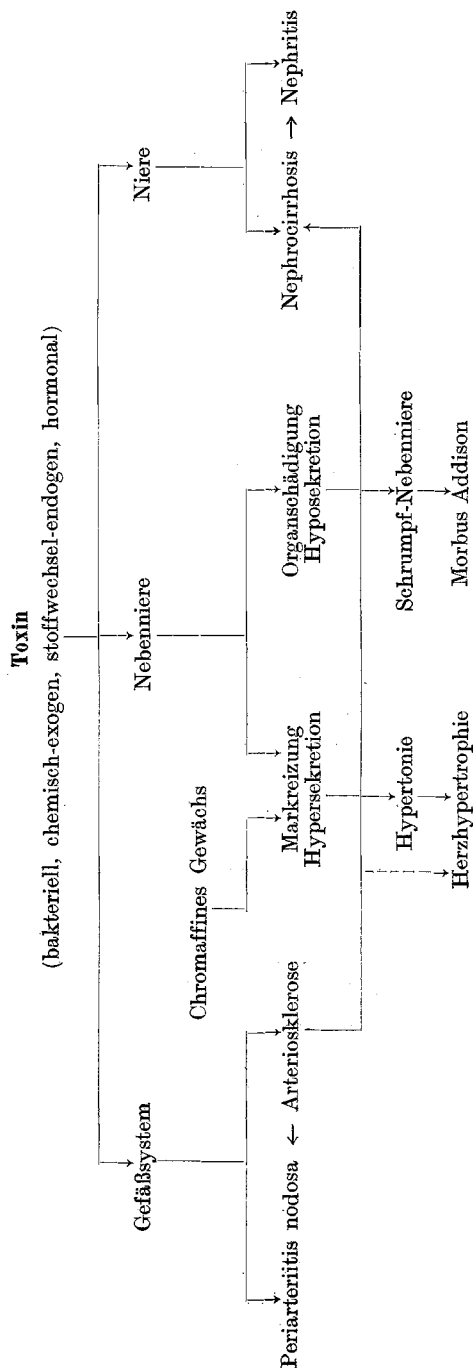 Toxin
(bakteriell, chemisch-exogen, stoffwechsel-endogen, hormonal)
Gefäßsystem
Nebenniere
Niere
Chromaffines Gewächs
Periarteriitis nodosa ← Arteriosklerose
Markreizung
Hypersekretion
Organschädigung
Hyposekretion
Nephrocirrhosis → Nephritis
Hypertonie
Schrumpf-Nebenniere
Herzhypertrophie
Morbus Addison